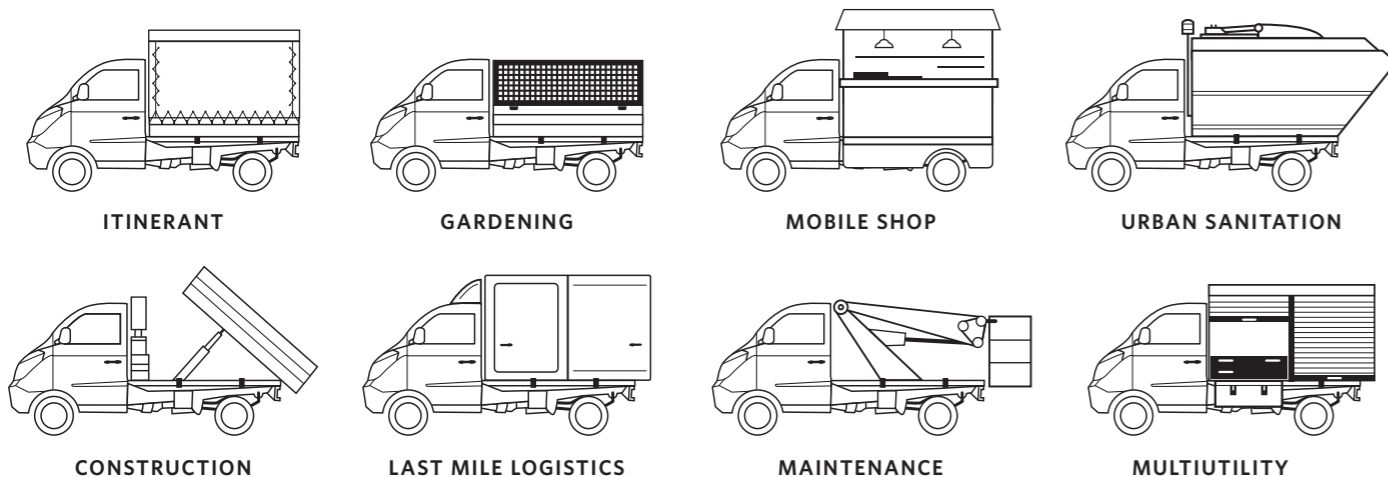 ITINERANT
GARDENING
MOBILE SHOP
URBAN SANITATION
CONSTRUCTION
LAST MILE LOGISTICS
MAINTENANCE
MULTIUTILITY